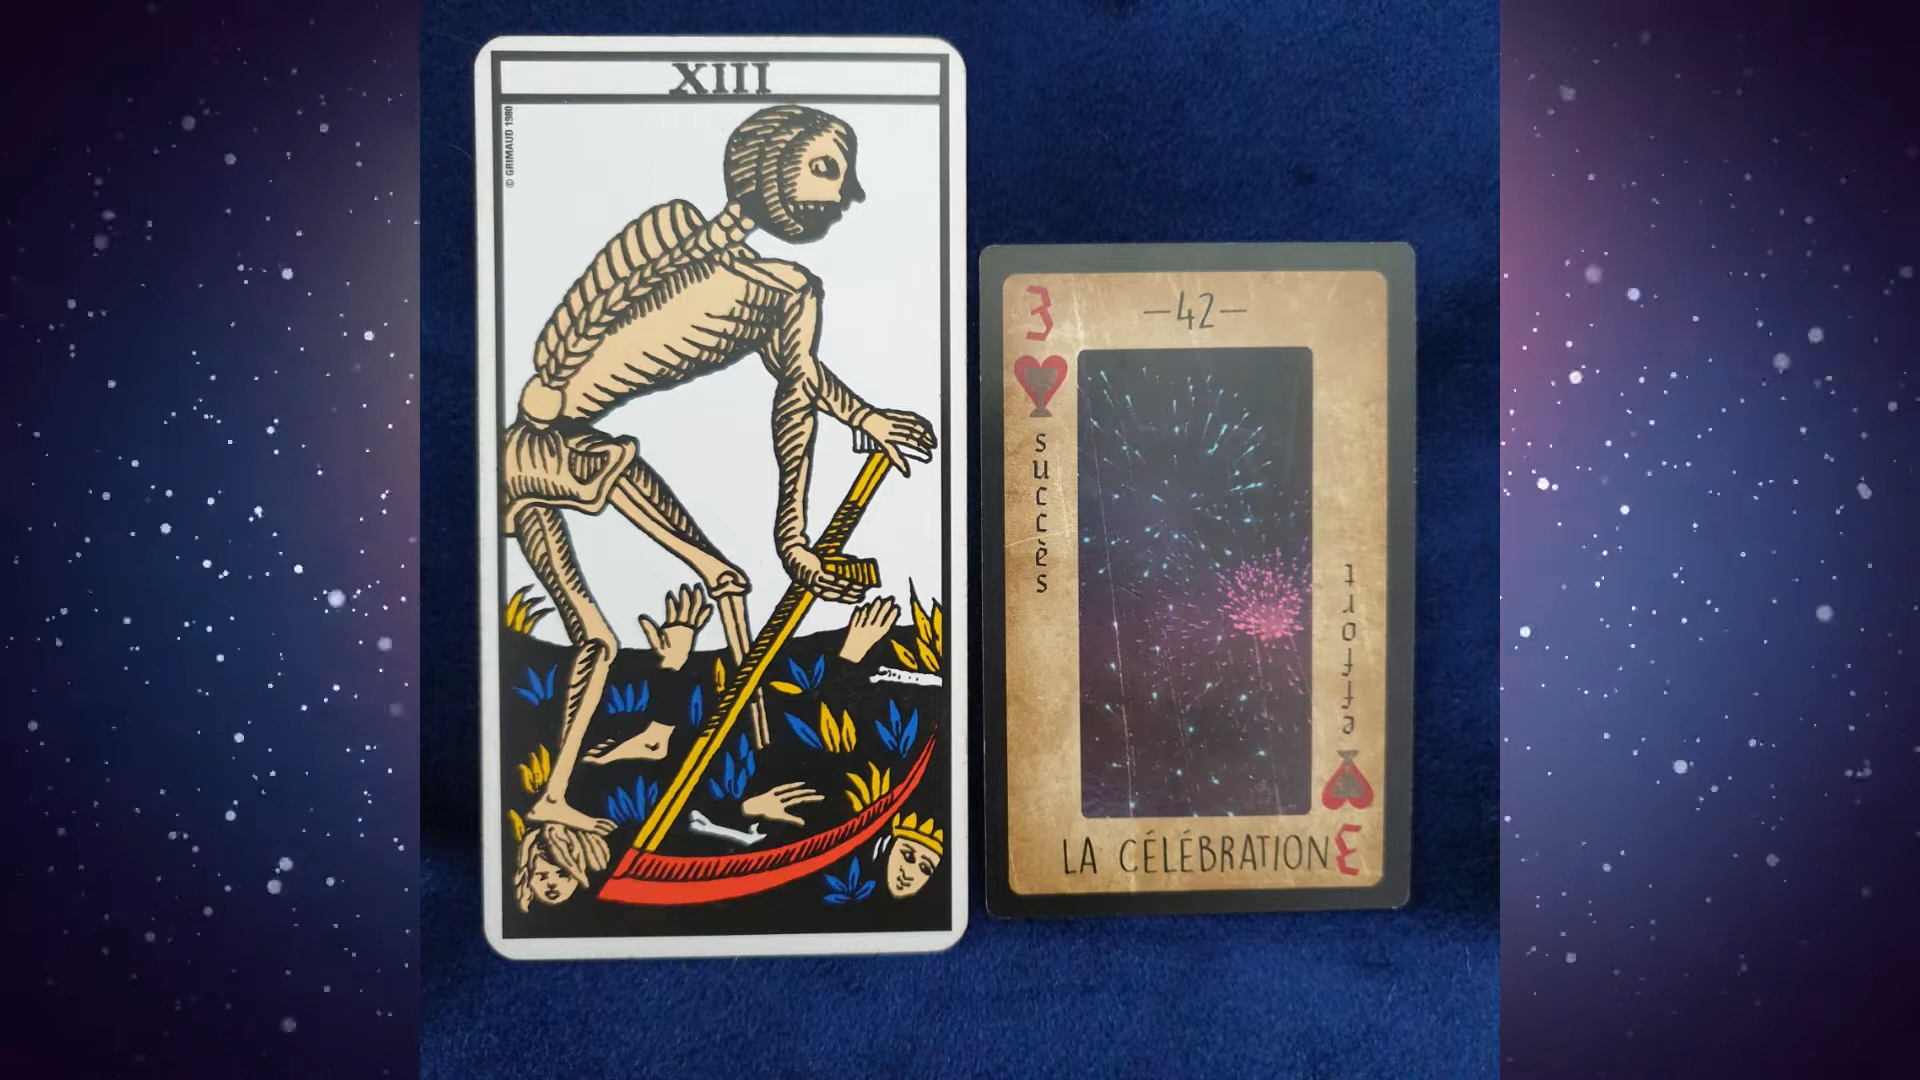 XIII
© GRIMAUD 1980
3
—42—
succès
effort
LA CÉLÉBRATION
3